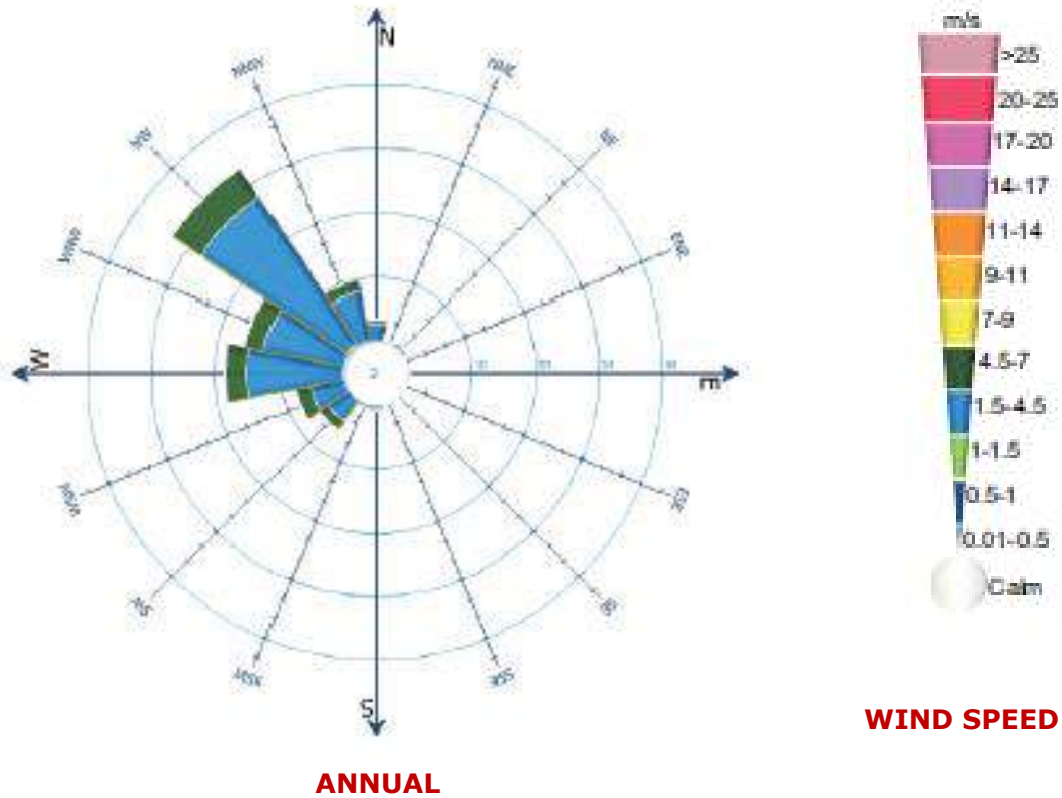 m/s
>25
20-25
17-20
14-17
11-14
9-11
7-9
4.5-7
1.5-4.5
1-1.5
0.5-1
0.01-0.5
Calm
WIND SPEED
N
NNE
NE
ENE
E
ESE
SE
SSE
S
SSW
SW
WSW
W
WNW
NW
NNW
ANNUAL